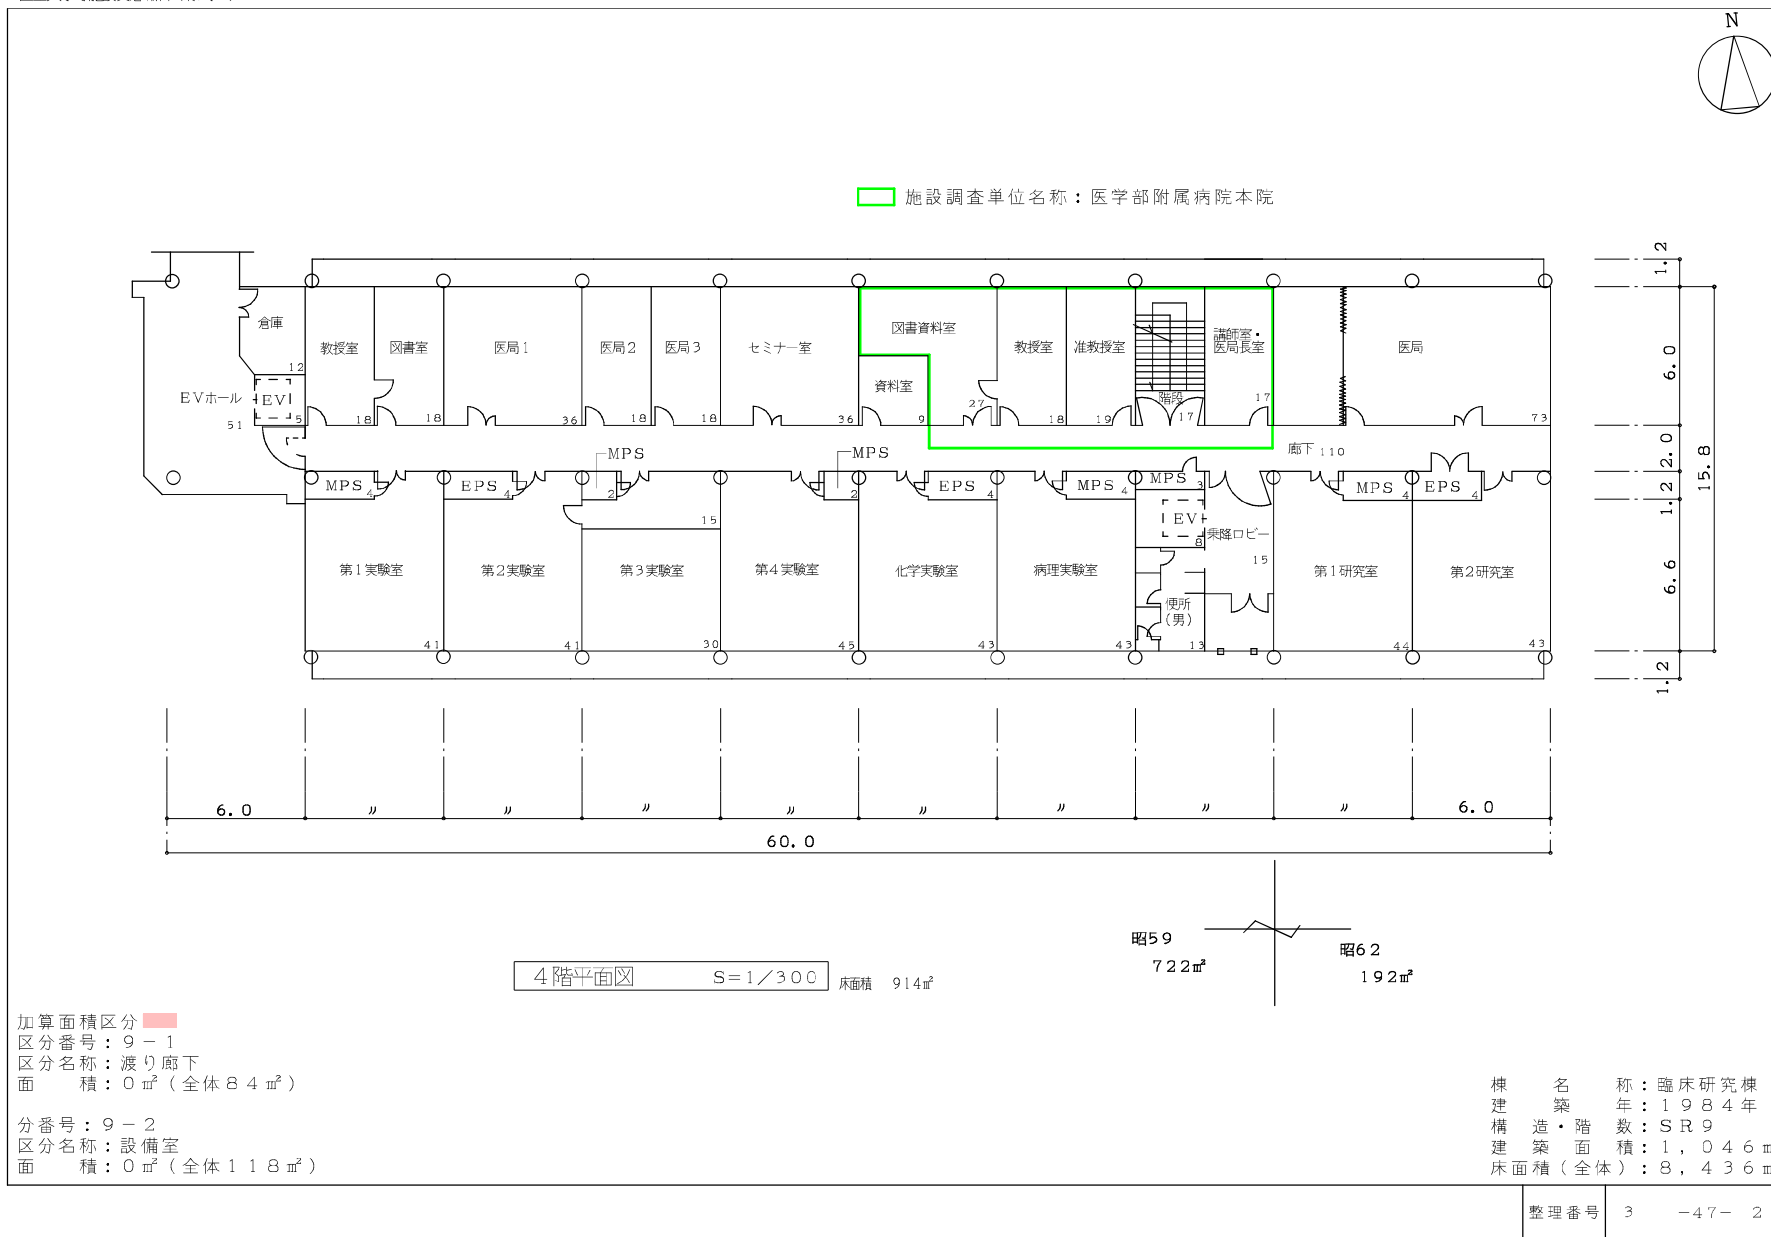 N
施設調査単位名称：医学部附属病院本院
1.2
6.0
2.0
1.2
6.6
1.2
15.8
倉庫
12
EVホール
51
EV
5
教授室
18
図書室
18
医局1
36
医局2
18
医局3
18
セミナー室
36
図書資料室
27
資料室
9
教授室
18
准教授室
19
階段
17
講師室・
医局長室
17
医局
73
廊下 110
MPS
4
EPS
4
MPS
2
MPS
2
EPS
4
MPS
4
MPS
3
MPS
4
EPS
4
15
EV
8
乗降ロビー
15
第1実験室
41
第2実験室
41
第3実験室
30
第4実験室
45
化学実験室
43
病理実験室
43
便所
(男)
13
第1研究室
44
第2研究室
43
6.0 〃 〃 〃 〃 〃 〃 〃 〃 6.0
60.0
昭59
722㎡
昭62
192㎡
4階平面図 S=1/300 床面積 914㎡
加算面積区分
区分番号：9－1
区分名称：渡り廊下
面 積：0㎡（全体84㎡）
分番号：9－2
区分名称：設備室
面 積：0㎡（全体118㎡）
棟 名 称：臨床研究棟
建 築 年：1984年
構 造・階 数：SR9
建 築 面 積：1，046m
床面積（全体）：8，436m
整理番号 3 －47－ 2